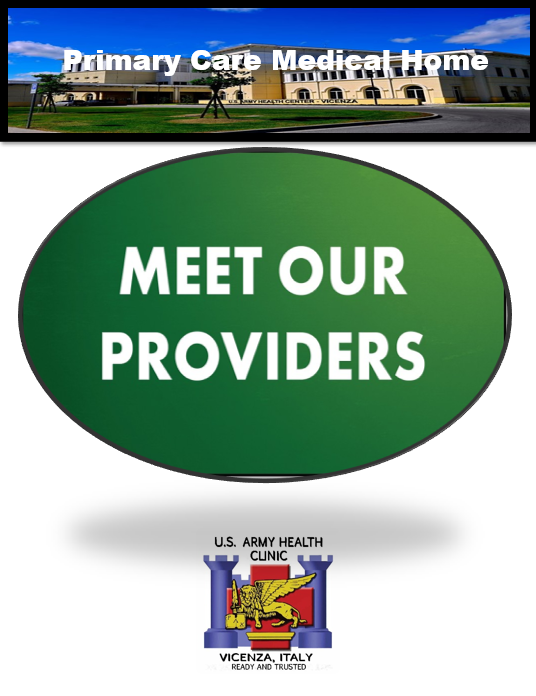 Primary Care Medical Home
U.S. ARMY HEALTH CENTER - VICENZA
MEET OUR
PROVIDERS
U.S. ARMY HEALTH
CLINIC
VICENZA, ITALY
READY AND TRUSTED